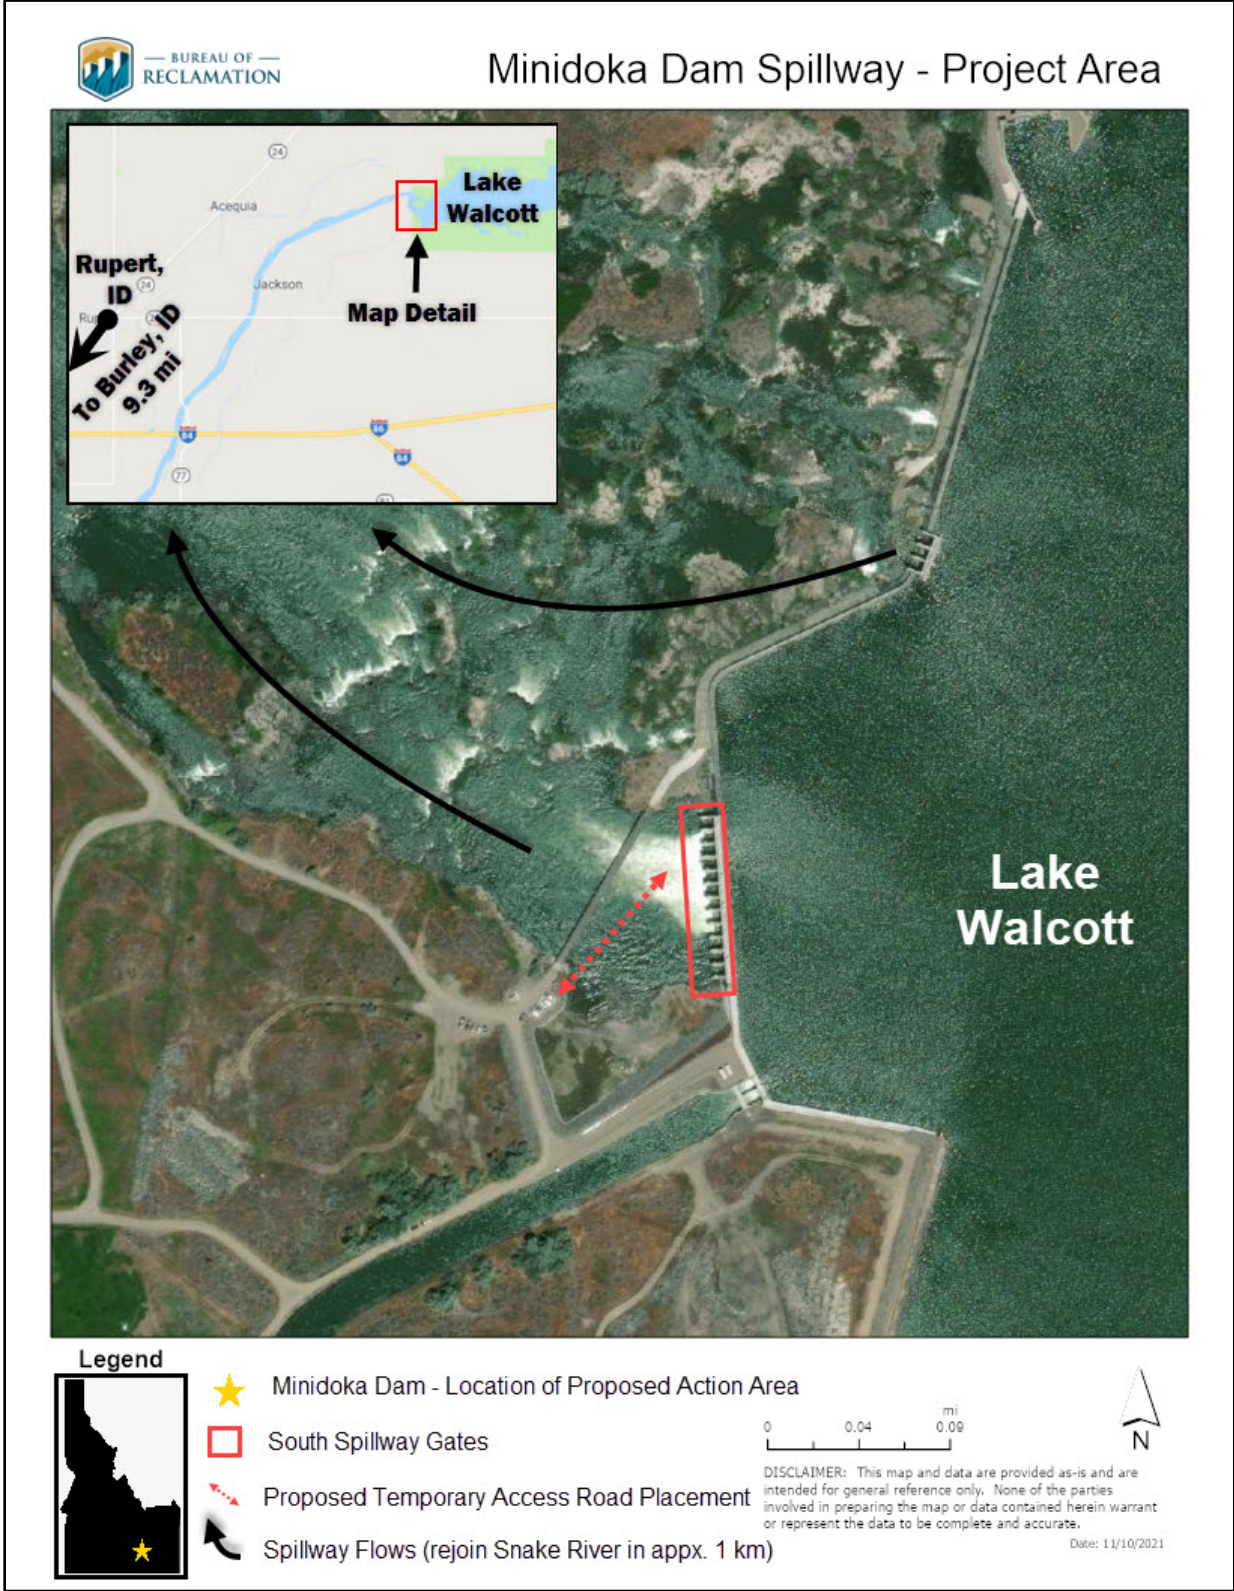 BUREAU OF
RECLAMATION
Minidoka Dam Spillway - Project Area
24
Acequia
Lake
Walcott
Rupert,
ID
24
Jackson
Map Detail
To Burley, ID
9.3 mi
84
86
84
77
Lake
Walcott
Legend
Minidoka Dam - Location of Proposed Action Area
South Spillway Gates
Proposed Temporary Access Road Placement
Spillway Flows (rejoin Snake River in appx. 1 km)
mi
0 0.04 0.09
N
DISCLAIMER: This map and data are provided as-is and are
intended for general reference only. None of the parties
involved in preparing the map or data contained herein warrant
or represent the data to be complete and accurate.
Date: 11/10/2021